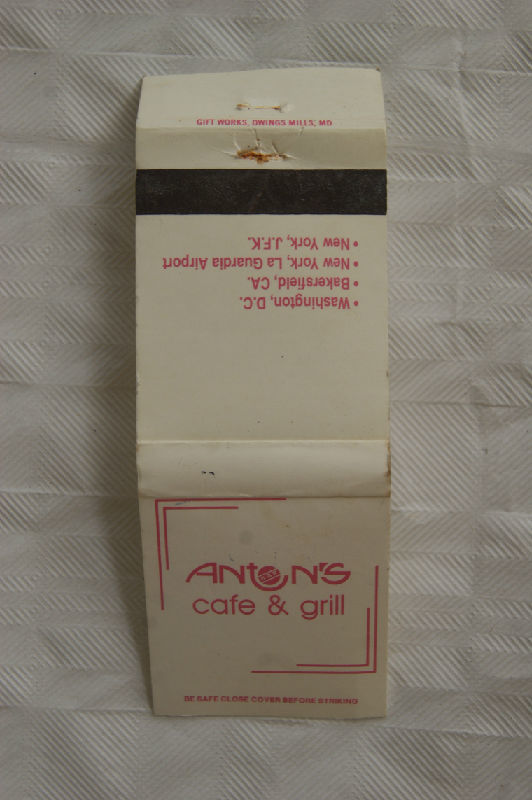 GIFT WORKS, OWINGS MILLS, MD
• Washington, D.C.
• Bakersfield, CA.
• New York, La Guardia Airport
• New York, J.F.K.
ANTON'S
cafe & grill
BE SAFE CLOSE COVER BEFORE STRIKING